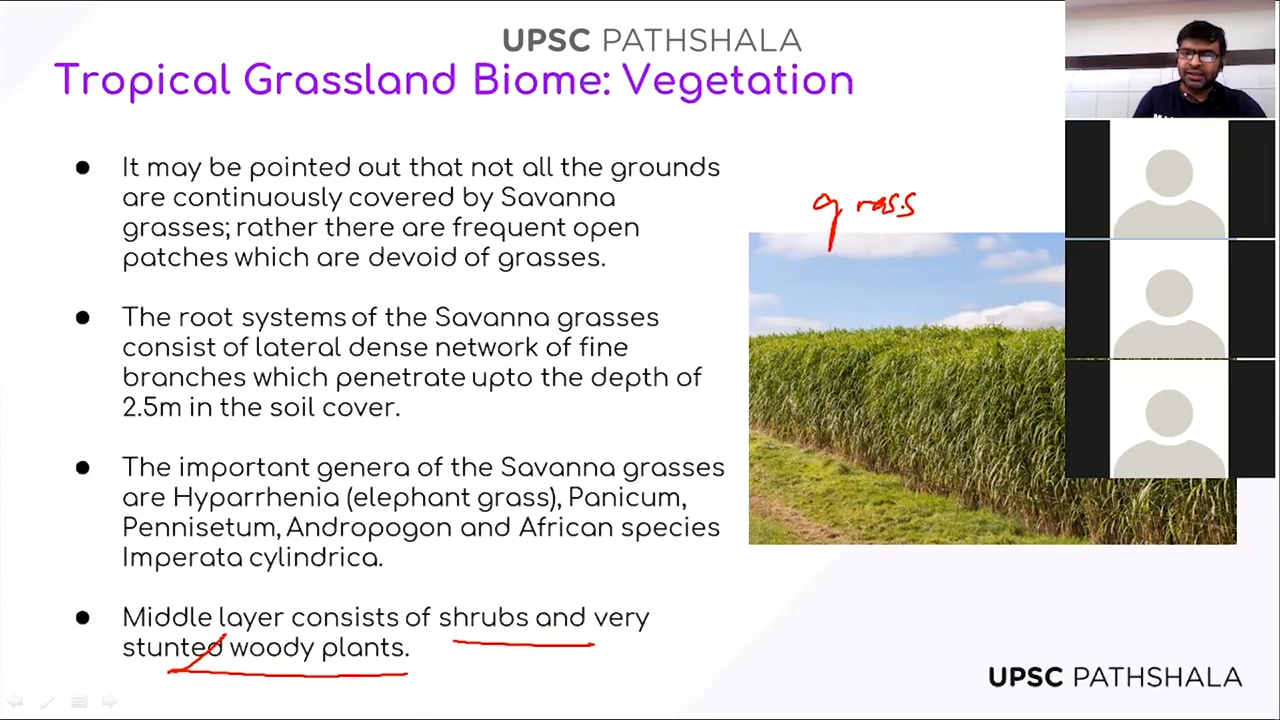 UPSC PATHSHALA
Tropical Grassland Biome: Vegetation
● It may be pointed out that not all the grounds
are continuously covered by Savanna
grasses; rather there are frequent open
patches which are devoid of grasses.
● The root systems of the Savanna grasses
consist of lateral dense network of fine
branches which penetrate upto the depth of
2.5m in the soil cover.
● The important genera of the Savanna grasses
are Hyparrhenia (elephant grass), Panicum,
Pennisetum, Andropogon and African species
Imperata cylindrica.
● Middle layer consists of shrubs and very
stunted woody plants.
grass
UPSC PATHSHALA